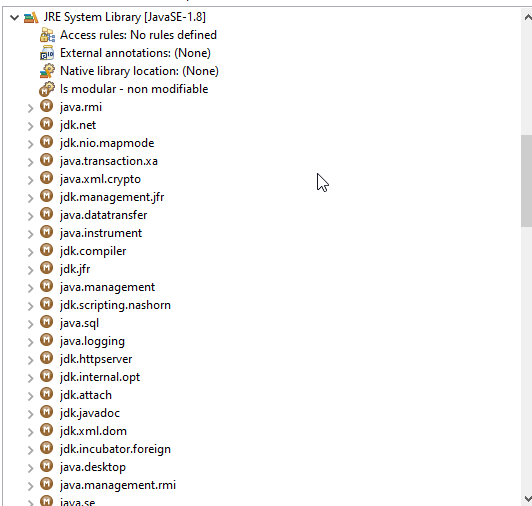 JRE System Library [JavaSE-1.8]
Access rules: No rules defined
External annotations: (None)
Native library location: (None)
Is modular - non modifiable
java.rmi
jdk.net
jdk.nio.mapmode
java.transaction.xa
java.xml.crypto
jdk.management.jfr
java.datatransfer
java.instrument
jdk.compiler
jdk.jfr
java.management
jdk.scripting.nashorn
java.sql
java.logging
jdk.httpserver
jdk.internal.opt
jdk.attach
jdk.javadoc
jdk.xml.dom
jdk.incubator.foreign
java.desktop
java.management.rmi
java.se